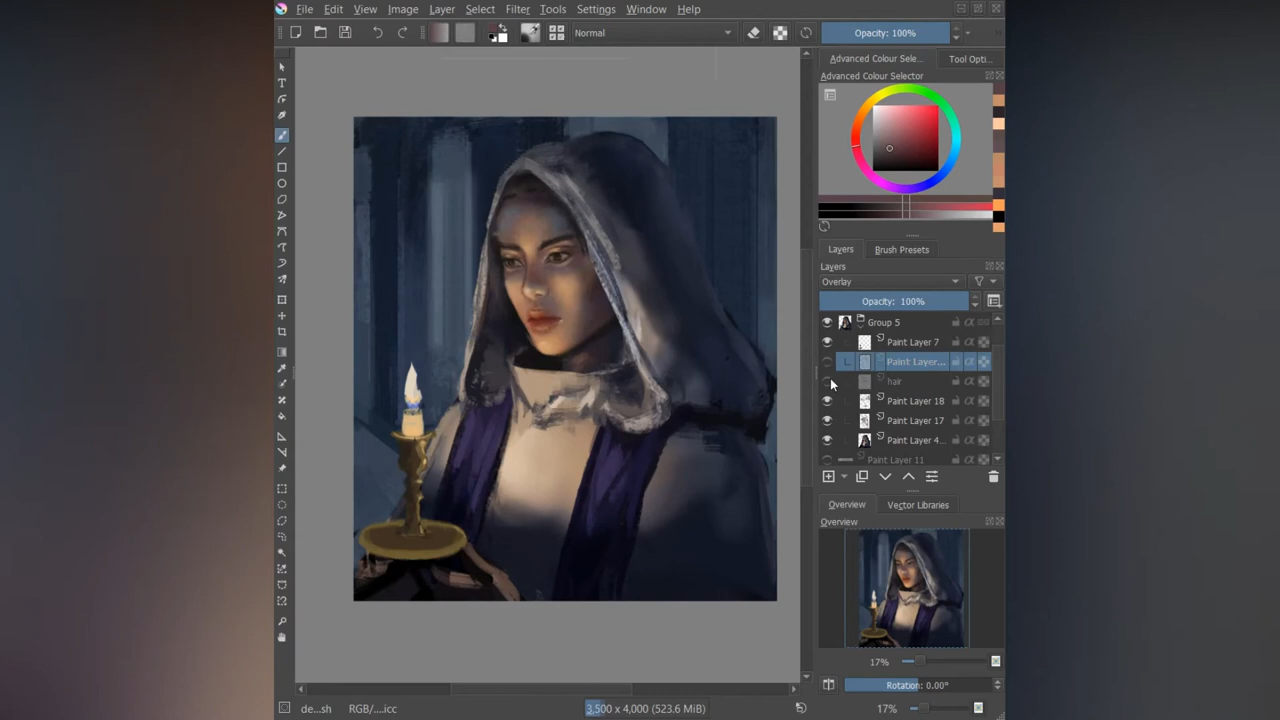 File Edit View Image Layer Select Filter Tools Settings Window Help
Normal Opacity: 100%
Advanced Colour Sele... Tool Opti...
Advanced Colour Selector
Layers Brush Presets
Layers
Overlay
Opacity: 100%
Group 5
Paint Layer 7
Paint Layer...
hair
Paint Layer 18
Paint Layer 17
Paint Layer 4...
Paint Layer 11
Overview Vector Libraries
Overview
17%
Rotation: 0.00°
de...sh RGB/....icc 3,500 x 4,000 (523.6 MiB) 17%